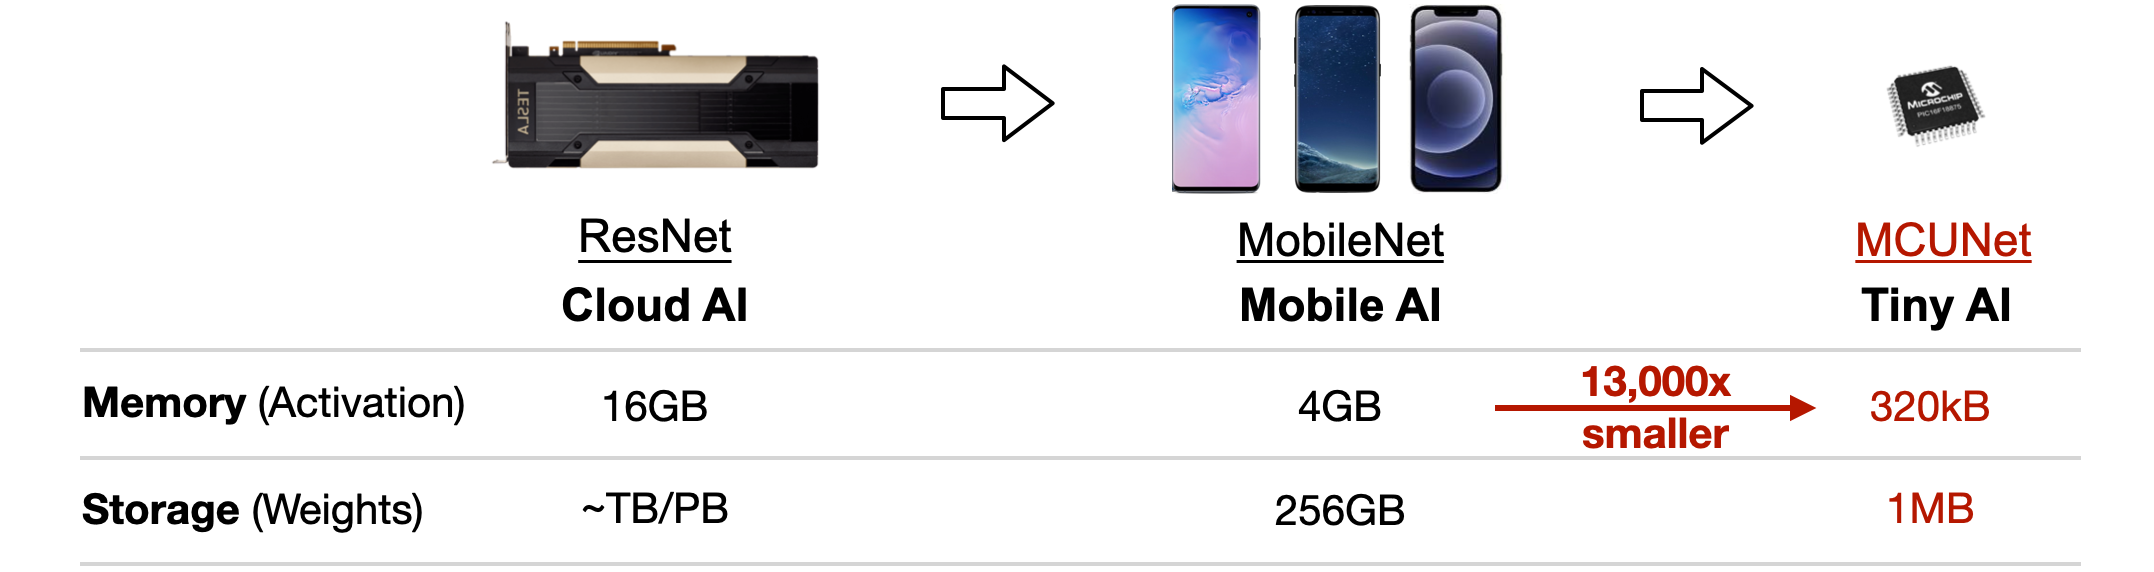 TESLA
MICROCHIP
PIC16F18875
ResNet
MobileNet
MCUNet
Cloud AI
Mobile AI
Tiny AI
Memory (Activation) 16GB 4GB 13,000x smaller 320kB
Storage (Weights) ~TB/PB 256GB 1MB